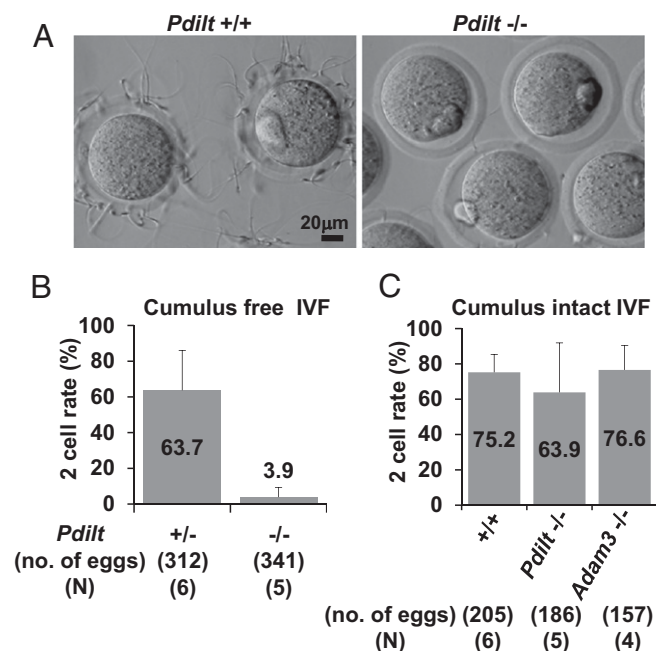 A
Pdilt +/+
Pdilt -/-
20μm
B
Cumulus free IVF
2 cell rate (%)
100
80
60
40
20
0
63.7
3.9
Pdilt +/- -/-
(no. of eggs) (312) (341)
(N) (6) (5)
C
Cumulus intact IVF
2 cell rate (%)
100
80
60
40
20
0
75.2
63.9
76.6
+/+
Pdilt -/-
Adam3 -/-
(no. of eggs) (205) (186) (157)
(N) (6) (5) (4)